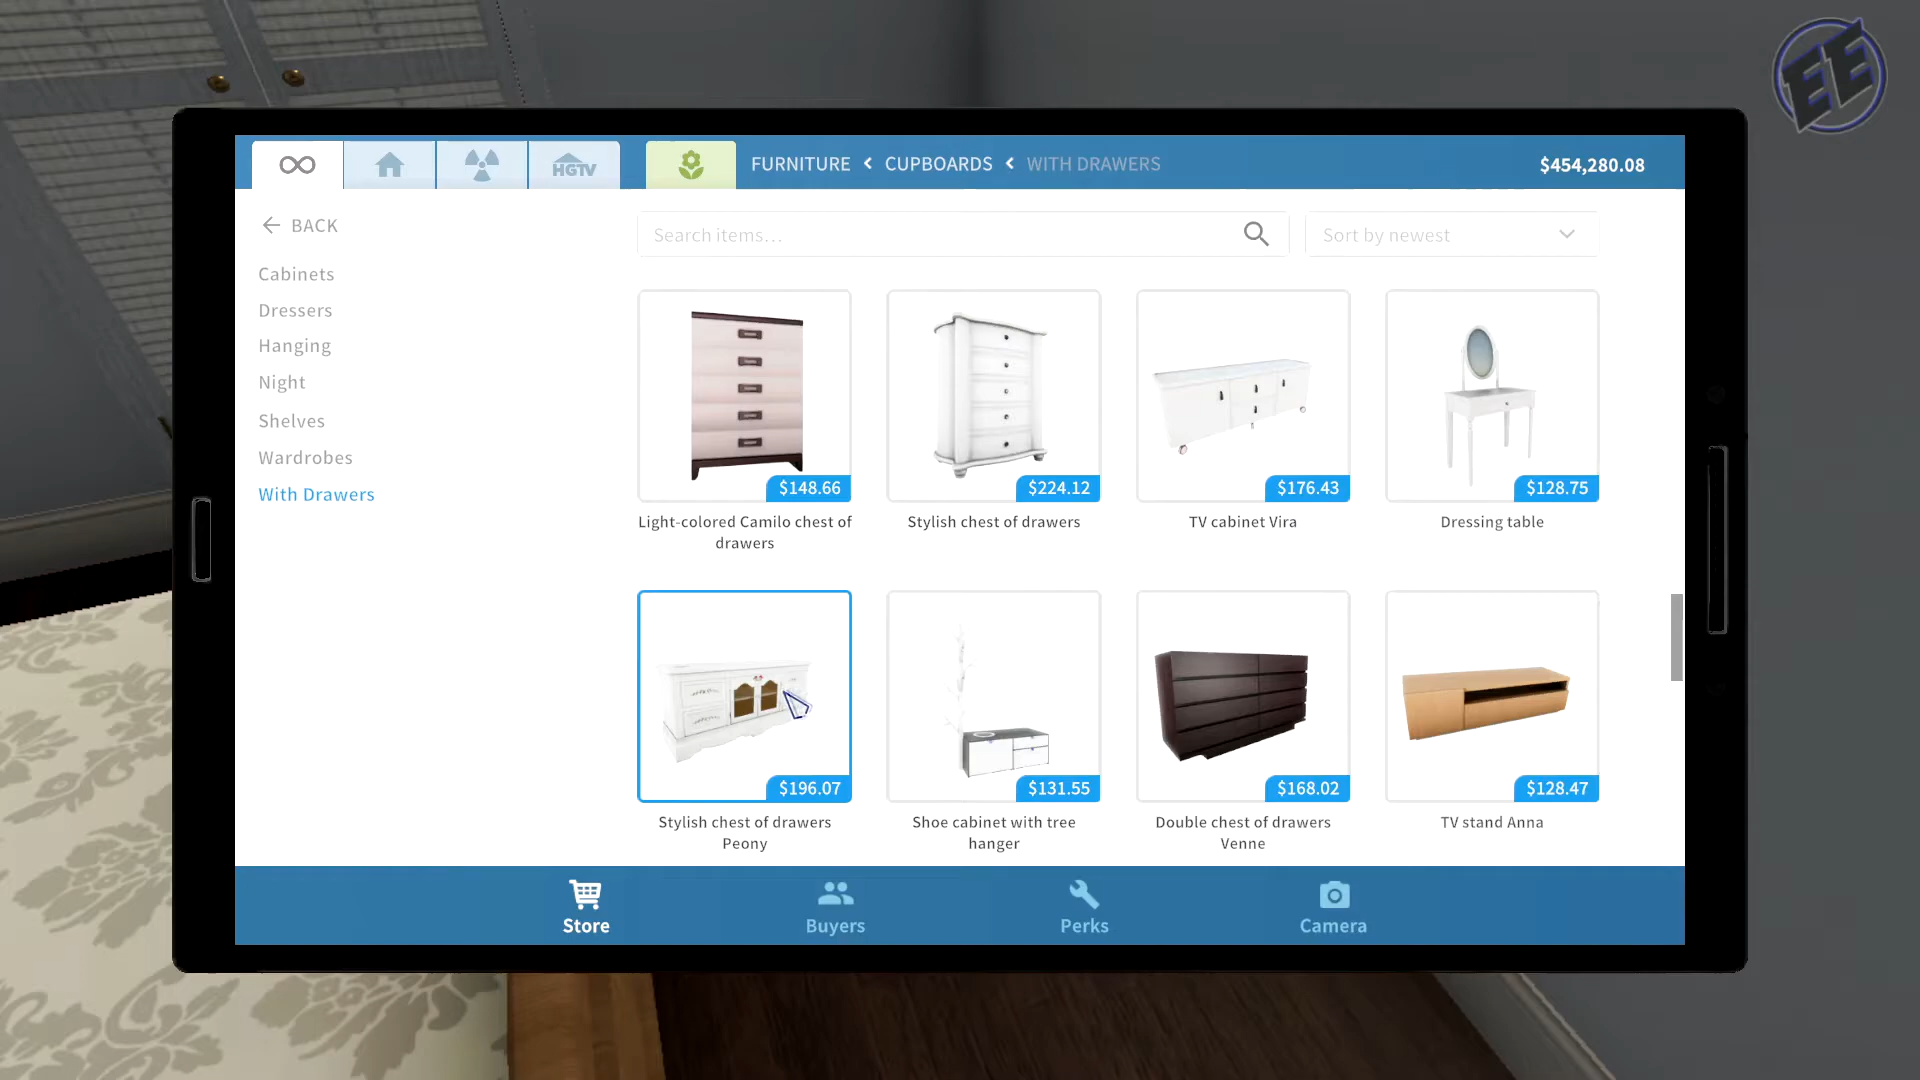 EE
HGTV
FURNITURE
CUPBOARDS
WITH DRAWERS
$454,280.08
BACK
Search items...
Sort by newest
Cabinets
Dressers
Hanging
Night
Shelves
Wardrobes
With Drawers
$148.66
$224.12
$176.43
$128.75
Light-colored Camilo chest of
drawers
Stylish chest of drawers
TV cabinet Vira
Dressing table
$196.07
$131.55
$168.02
$128.47
Stylish chest of drawers
Peony
Shoe cabinet with tree
hanger
Double chest of drawers
Venne
TV stand Anna
Store
Buyers
Perks
Camera